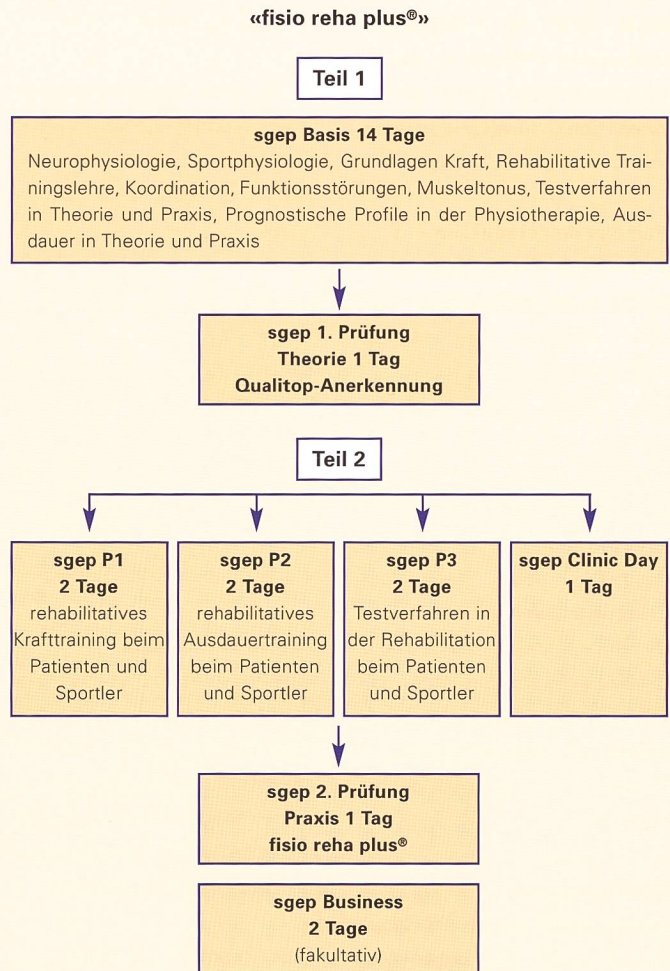 «fisio reha plus®»
Teil 1
sgep Basis 14 Tage
Neurophysiologie, Sportphysiologie, Grundlagen Kraft, Rehabilitative Trai-
ningslehre, Koordination, Funktionsstörungen, Muskeltonus, Testverfahren
in Theorie und Praxis, Prognostische Profile in der Physiotherapie, Aus-
dauer in Theorie und Praxis
sgep 1. Prüfung
Theorie 1 Tag
Qualitop-Anerkennung
Teil 2
sgep P1
2 Tage
rehabilitatives
Krafttraining beim
Patienten und
Sportler
sgep P2
2 Tage
rehabilitatives
Ausdauertraining
beim Patienten
und Sportler
sgep P3
2 Tage
Testverfahren in
der Rehabilitation
beim Patienten
und Sportler
sgep Clinic Day
1 Tag
sgep 2. Prüfung
Praxis 1 Tag
fisio reha plus®
sgep Business
2 Tage
(fakultativ)